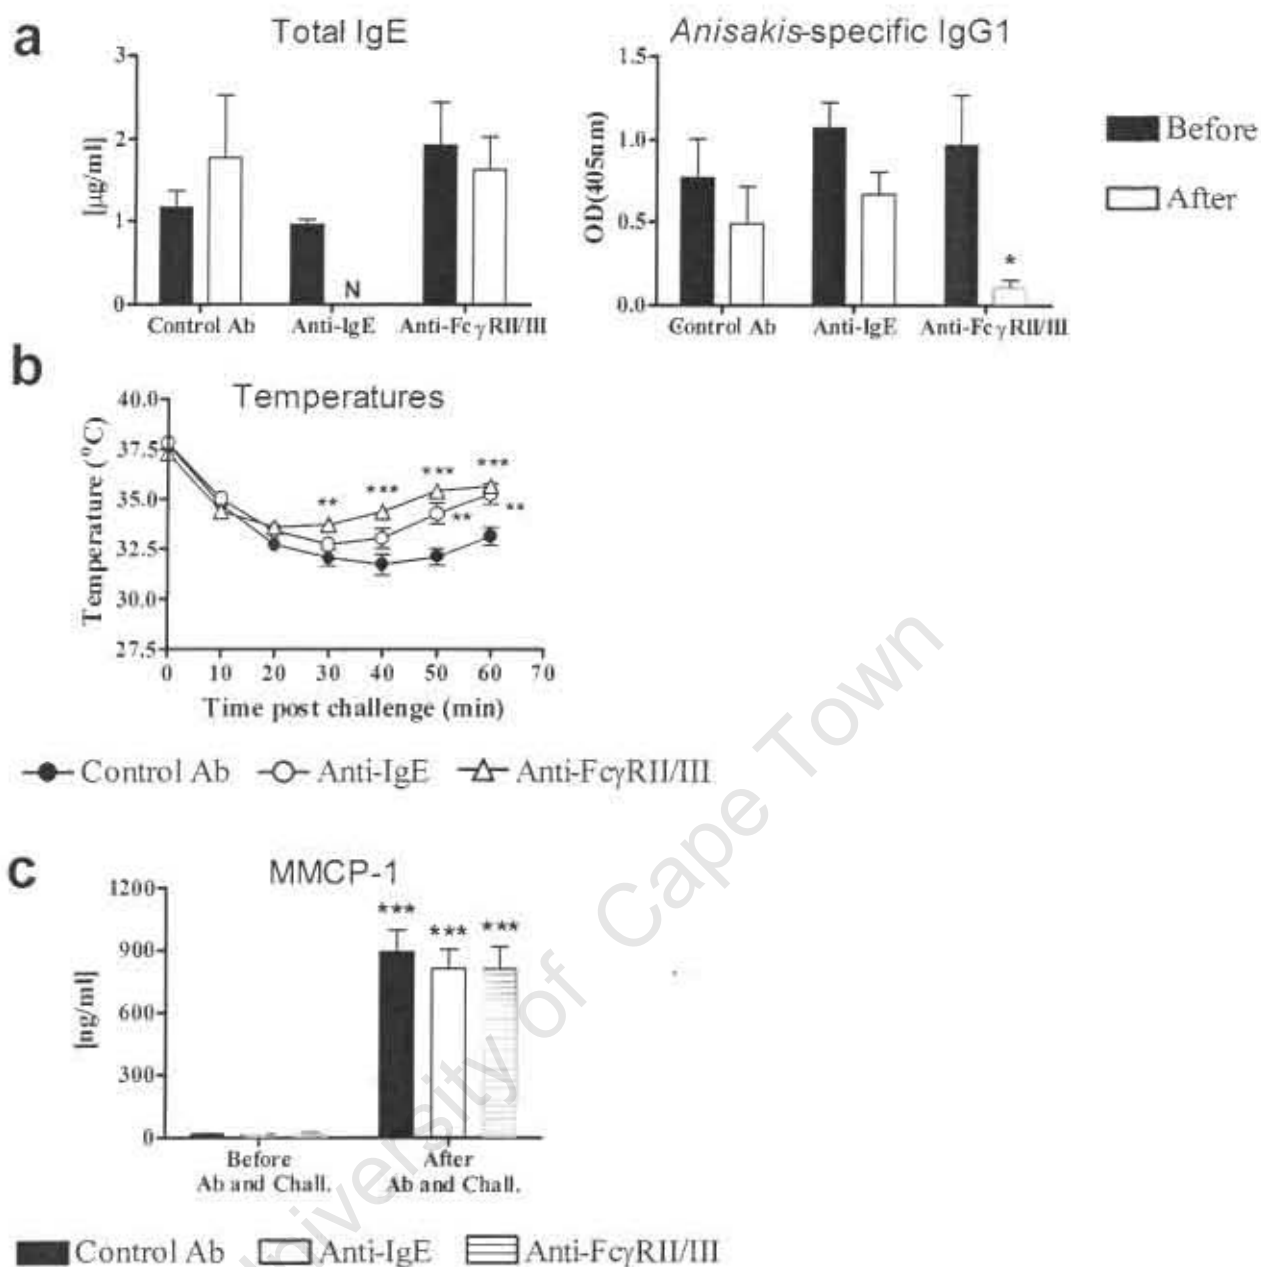 a
Total IgE
Anisakis-specific IgG1
3
2
1
0
[µg/ml]
N
Control Ab Anti-IgE Anti-FcγRII/III
1.5
1.0
0.5
0.0
OD(405nm)
*
Control Ab Anti-IgE Anti-FcγRII/III
Before
After
b
Temperatures
40.0
37.5
35.0
32.5
30.0
27.5
Temperature (°C)
** *** *** ***
** **
0 10 20 30 40 50 60 70
Time post challenge (min)
Control Ab Anti-IgE Anti-FcγRII/III
c
MMCP-1
1200
900
600
300
0
[ng/ml]
*** *** ***
Before After
Ab and Chall. Ab and Chall.
Control Ab Anti-IgE Anti-FcγRII/III
University of Cape Town